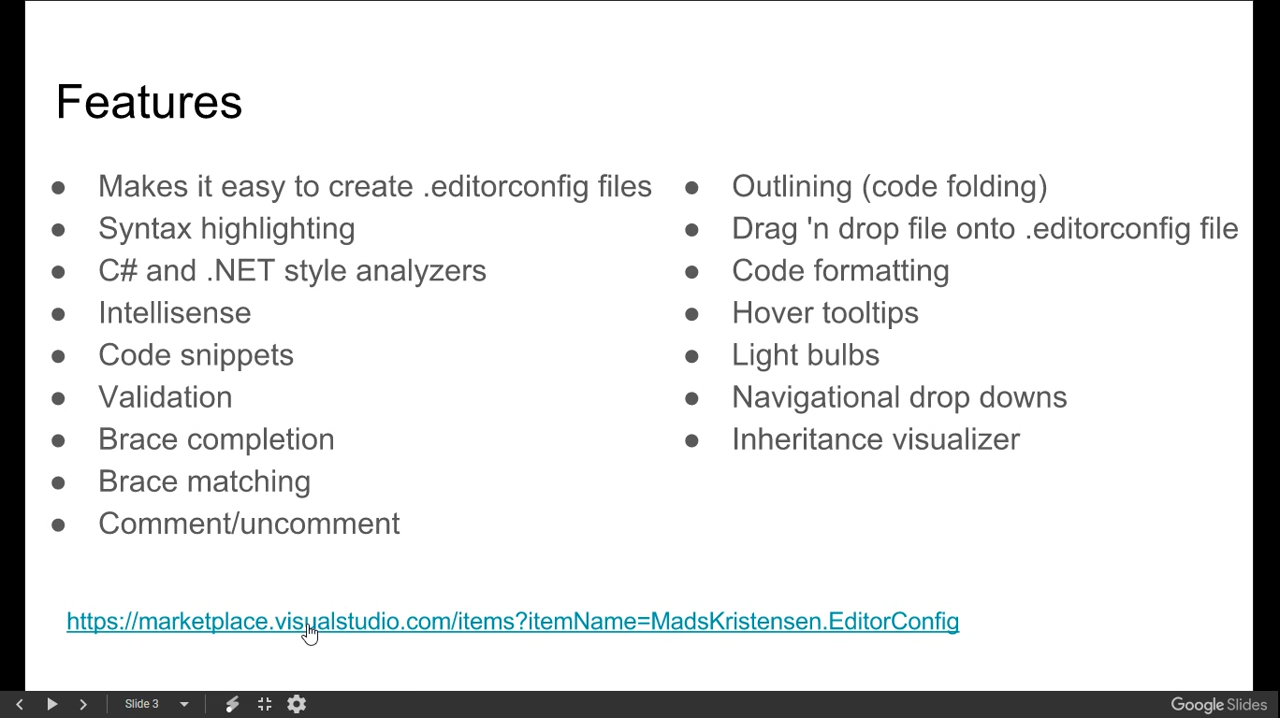 Features
● Makes it easy to create .editorconfig files
● Syntax highlighting
● C# and .NET style analyzers
● Intellisense
● Code snippets
● Validation
● Brace completion
● Brace matching
● Comment/uncomment
● Outlining (code folding)
● Drag 'n drop file onto .editorconfig file
● Code formatting
● Hover tooltips
● Light bulbs
● Navigational drop downs
● Inheritance visualizer
https://marketplace.visualstudio.com/items?itemName=MadsKristensen.EditorConfig
Slide 3
Google Slides